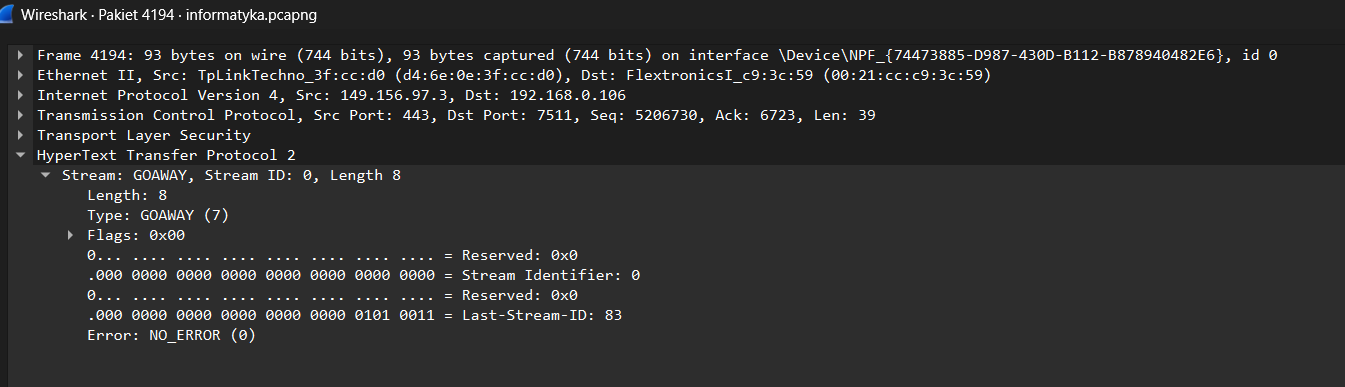 Wireshark · Pakiet 4194 · informatyka.pcapng
Frame 4194: 93 bytes on wire (744 bits), 93 bytes captured (744 bits) on interface \Device\NPF_{74473885-D987-430D-B112-B878940482E6}, id 0
Ethernet II, Src: TpLinkTechno_3f:cc:d0 (d4:6e:0e:3f:cc:d0), Dst: FlextronicsI_c9:3c:59 (00:21:cc:c9:3c:59)
Internet Protocol Version 4, Src: 149.156.97.3, Dst: 192.168.0.106
Transmission Control Protocol, Src Port: 443, Dst Port: 7511, Seq: 5206730, Ack: 6723, Len: 39
Transport Layer Security
HyperText Transfer Protocol 2
Stream: GOAWAY, Stream ID: 0, Length 8
Length: 8
Type: GOAWAY (7)
Flags: 0x00
0... .... .... .... .... .... .... .... = Reserved: 0x0
.000 0000 0000 0000 0000 0000 0000 0000 = Stream Identifier: 0
0... .... .... .... .... .... .... .... = Reserved: 0x0
.000 0000 0000 0000 0000 0000 0101 0011 = Last-Stream-ID: 83
Error: NO_ERROR (0)